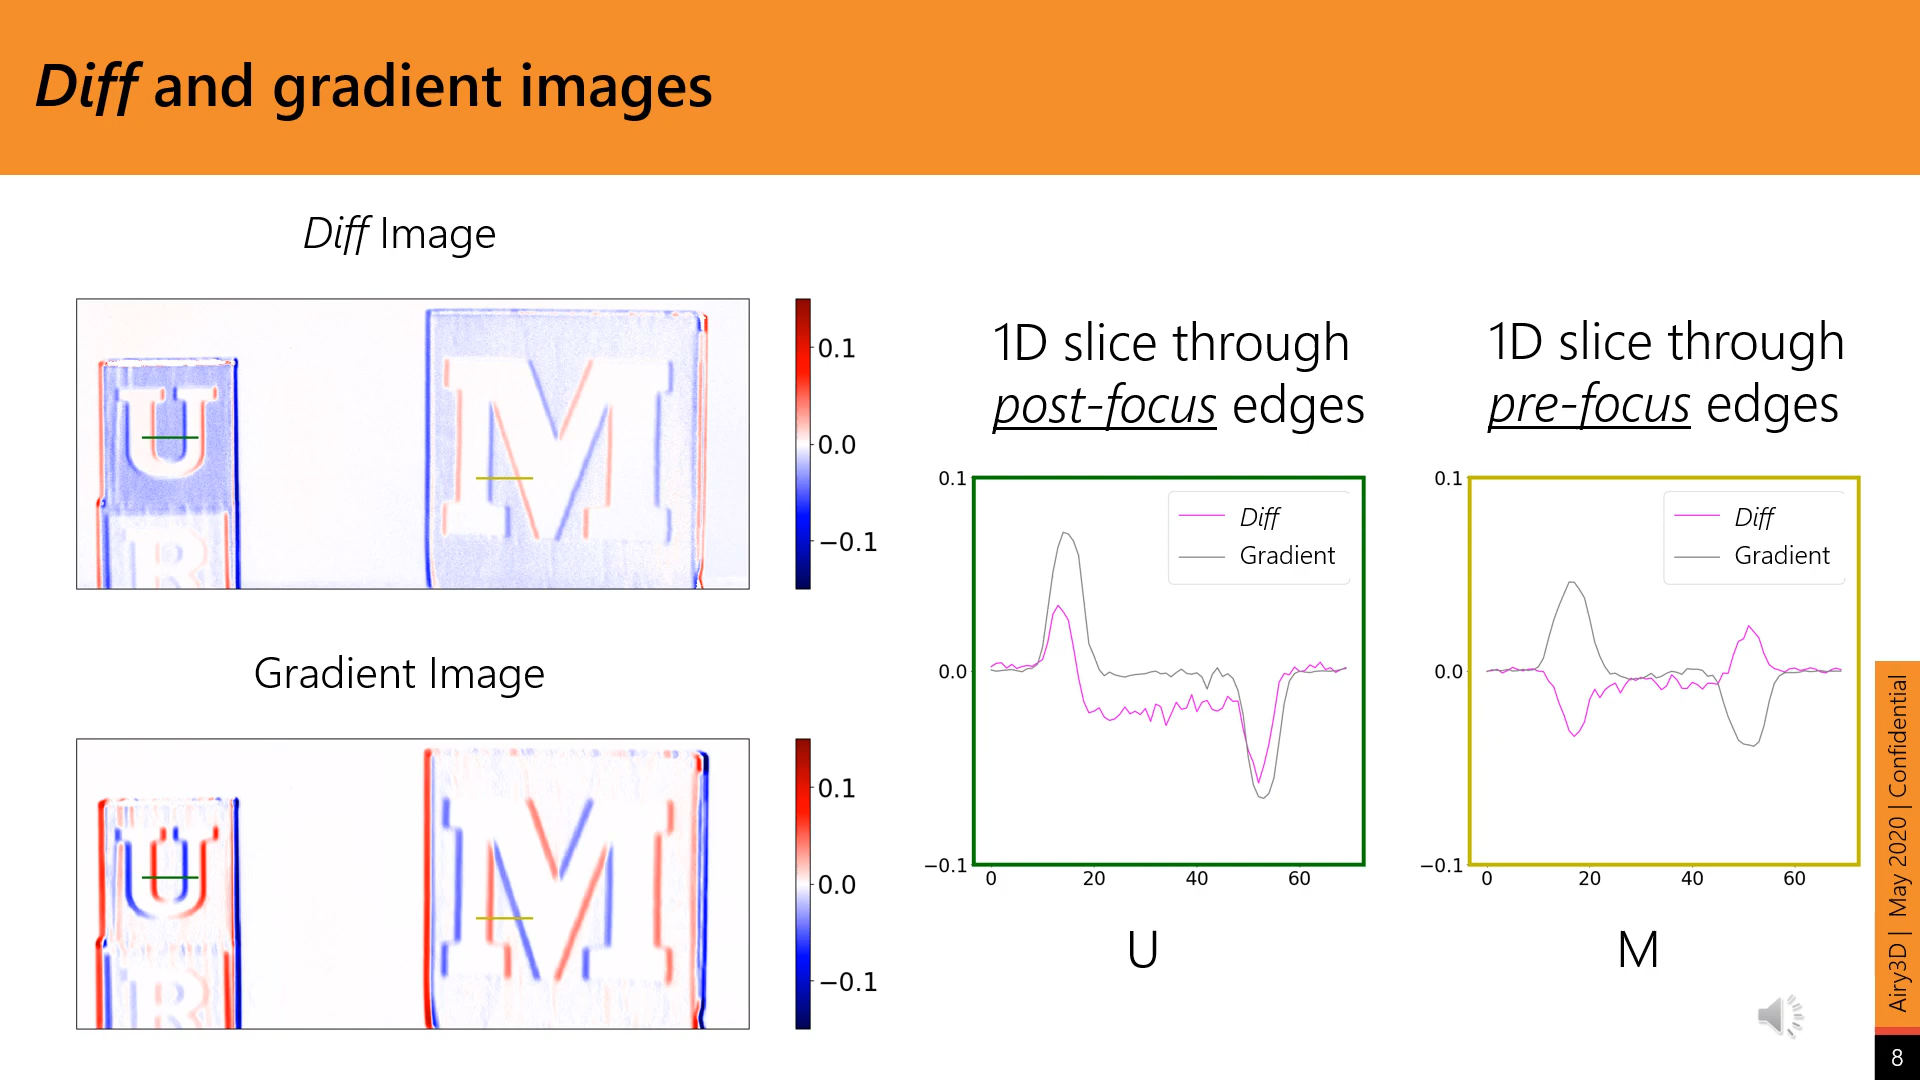 Diff and gradient images
Diff Image
0.1
0.0
−0.1
U
R
M
Gradient Image
0.1
0.0
−0.1
U
R
M
1D slice through
post-focus edges
0.1
0.0
−0.1
0 20 40 60
Diff
Gradient
U
1D slice through
pre-focus edges
0.1
0.0
−0.1
0 20 40 60
Diff
Gradient
M
Airy3D | May 2020 | Confidential
8